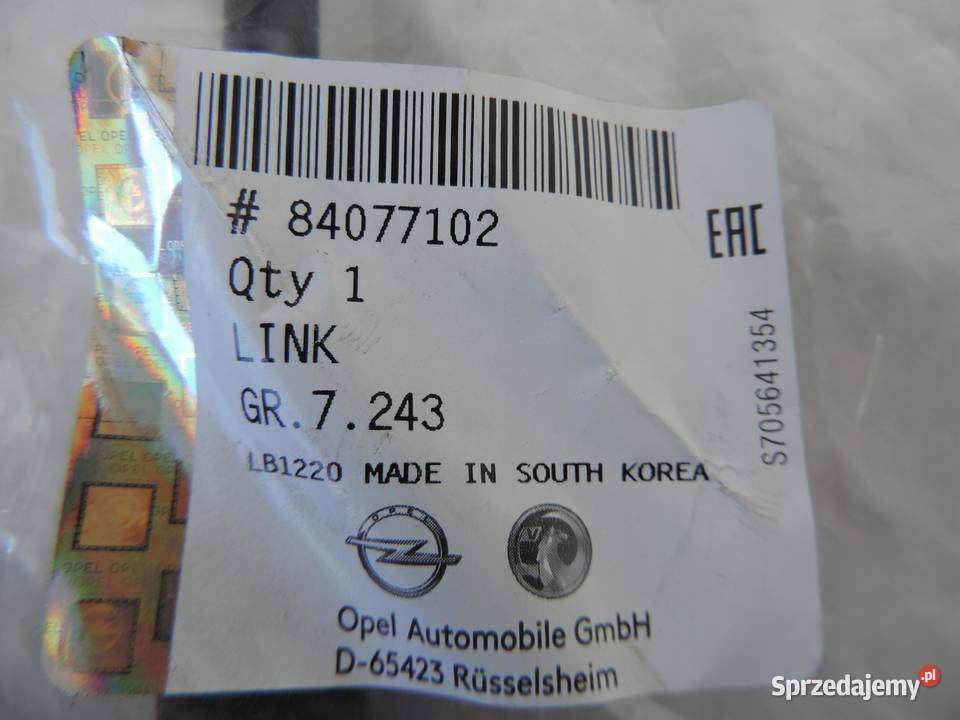 # 84077102
EAC
Qty 1
LINK
GR.7.243
S705641354
LB1220 MADE IN SOUTH KOREA
OPEL
Opel Automobile GmbH
D-65423 Rüsselsheim
Sprzedajemy.pl